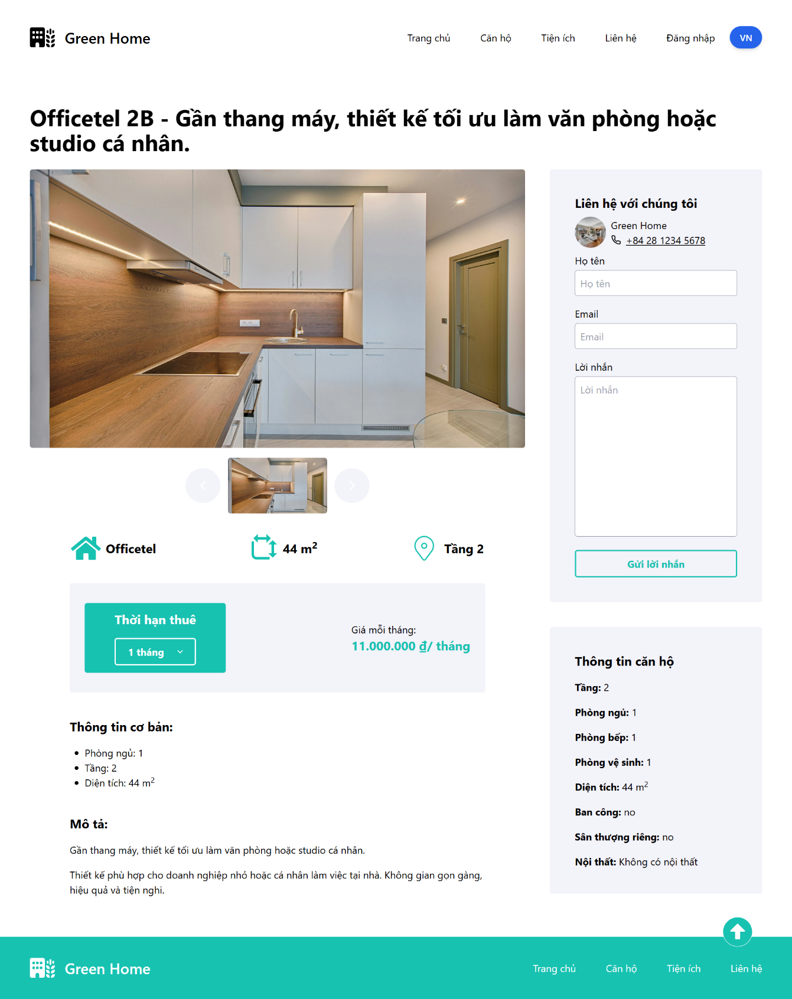 Green Home
Trang chủ
Căn hộ
Tiện ích
Liên hệ
Đăng nhập
VN
Officetel 2B - Gần thang máy, thiết kế tối ưu làm văn phòng hoặc
studio cá nhân.
Officetel
44 m²
Tầng 2
Thời hạn thuê
1 tháng
Giá mỗi tháng:
11.000.000 ₫/ tháng
Thông tin cơ bản:
Phòng ngủ: 1
Tầng: 2
Diện tích: 44 m²
Mô tả:
Gần thang máy, thiết kế tối ưu làm văn phòng hoặc studio cá nhân.
Thiết kế phù hợp cho doanh nghiệp nhỏ hoặc cá nhân làm việc tại nhà. Không gian gọn gàng,
hiệu quả và tiện nghi.
Liên hệ với chúng tôi
Green Home
+84 28 1234 5678
Họ tên
Họ tên
Email
Email
Lời nhắn
Lời nhắn
Gửi lời nhắn
Thông tin căn hộ
Tầng: 2
Phòng ngủ: 1
Phòng bếp: 1
Phòng vệ sinh: 1
Diện tích: 44 m²
Ban công: no
Sân thượng riêng: no
Nội thất: Không có nội thất
Green Home
Trang chủ
Căn hộ
Tiện ích
Liên hệ